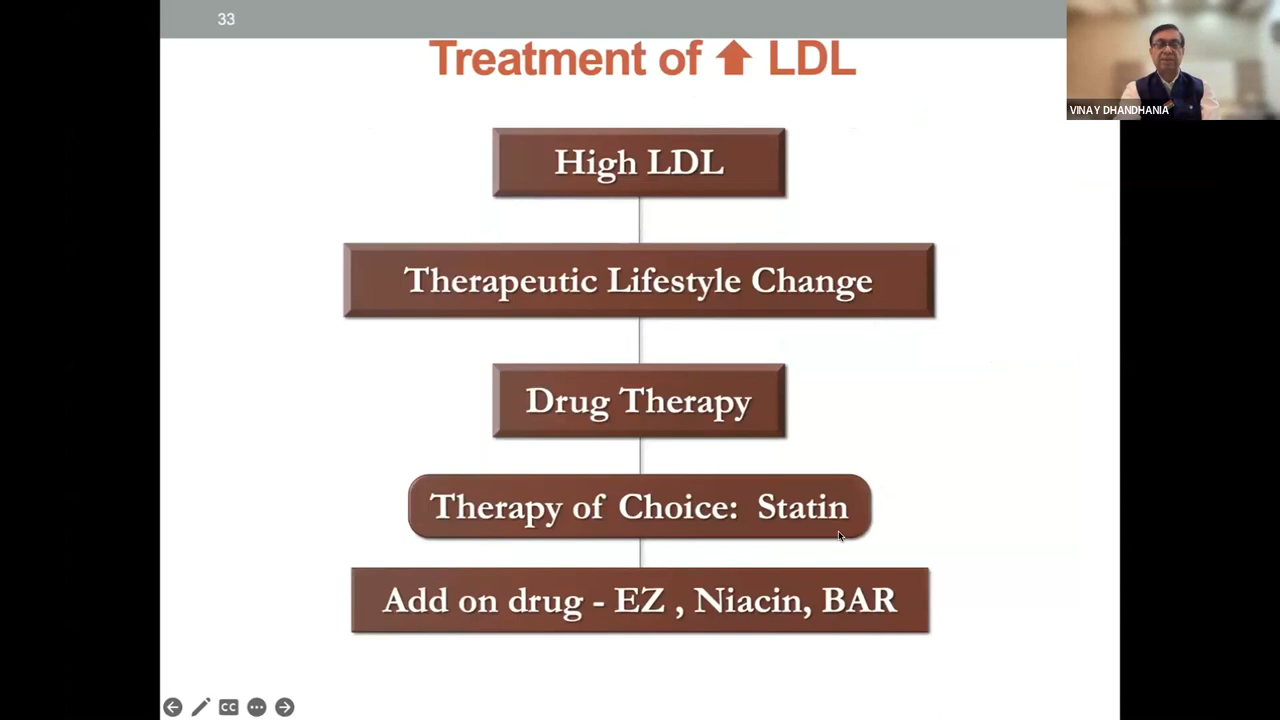 33
Treatment of ⬆ LDL
VINAY DHANDHANIA
High LDL
Therapeutic Lifestyle Change
Drug Therapy
Therapy of Choice: Statin
Add on drug - EZ , Niacin, BAR
CC